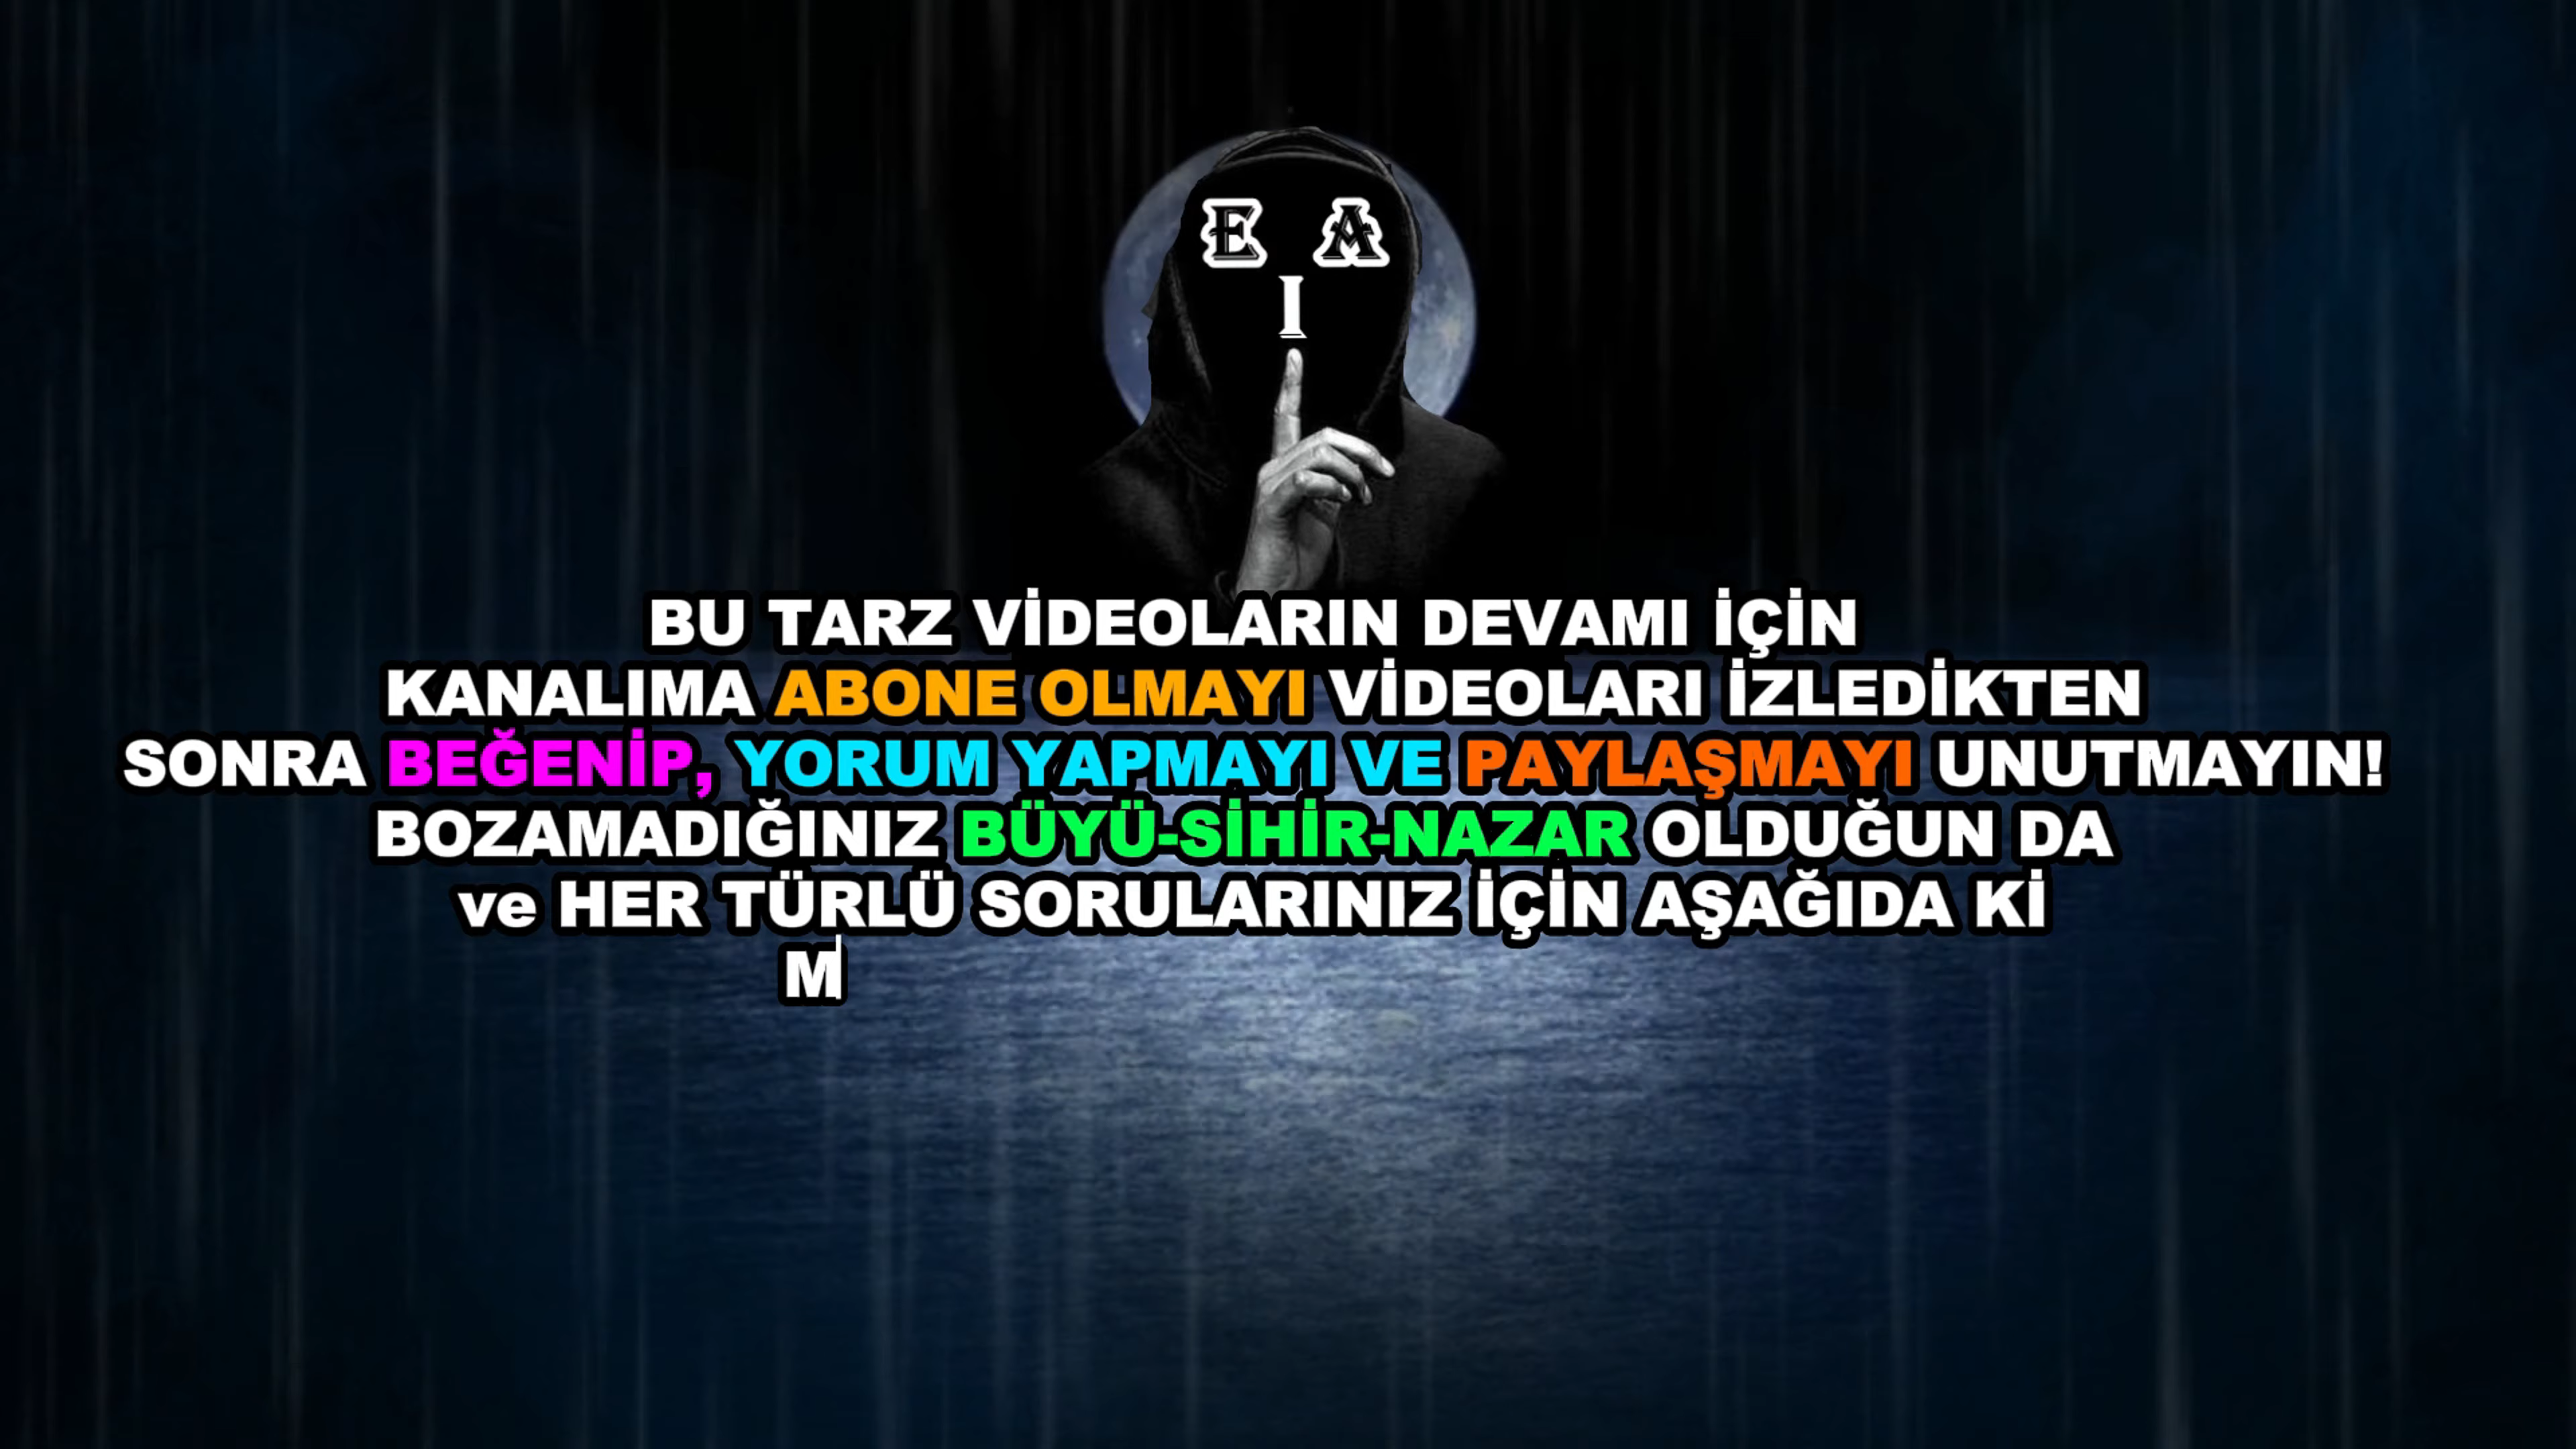 E A
I
BU TARZ VİDEOLARIN DEVAMI İÇİN
KANALIMA ABONE OLMAYI VİDEOLARI İZLEDİKTEN
SONRA BEĞENİP, YORUM YAPMAYI VE PAYLAŞMAYI UNUTMAYIN!
BOZAMADIĞINIZ BÜYÜ-SİHİR-NAZAR OLDUĞUN DA
ve HER TÜRLÜ SORULARINIZ İÇİN AŞAĞIDA Kİ
M